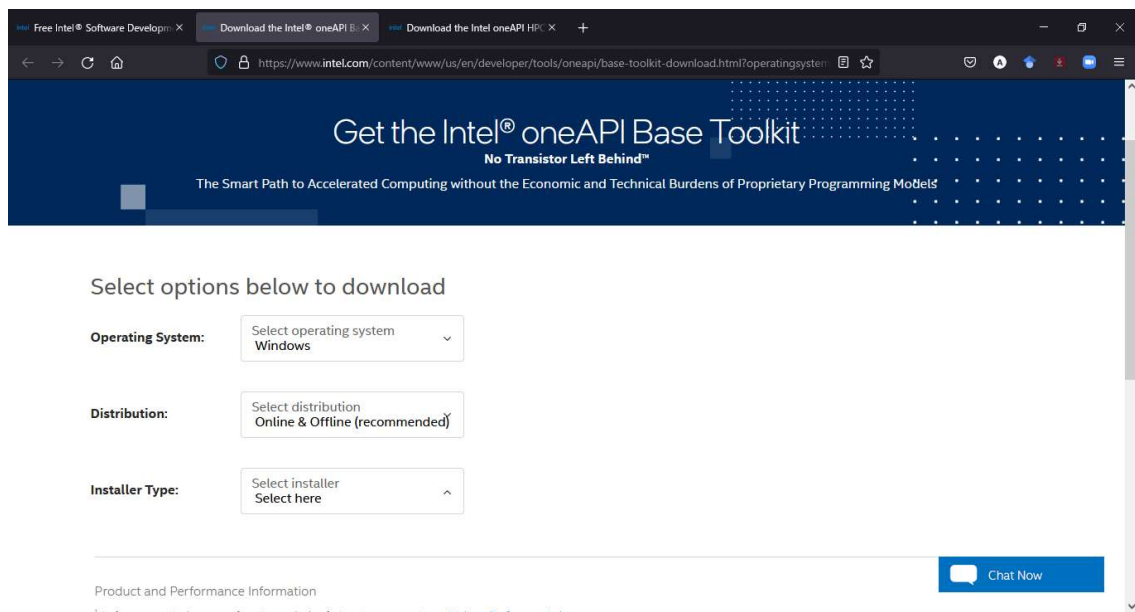 Free Intel® Software Developm
Download the Intel® oneAPI Ba
Download the Intel oneAPI HPC
https://www.intel.com/content/www/us/en/developer/tools/oneapi/base-toolkit-download.html?operatingsystem
Get the Intel® oneAPI Base Toolkit
No Transistor Left Behind™
The Smart Path to Accelerated Computing without the Economic and Technical Burdens of Proprietary Programming Models
Select options below to download
Operating System:
Select operating system
Windows
Distribution:
Select distribution
Online & Offline (recommended)
Installer Type:
Select installer
Select here
Chat Now
Product and Performance Information